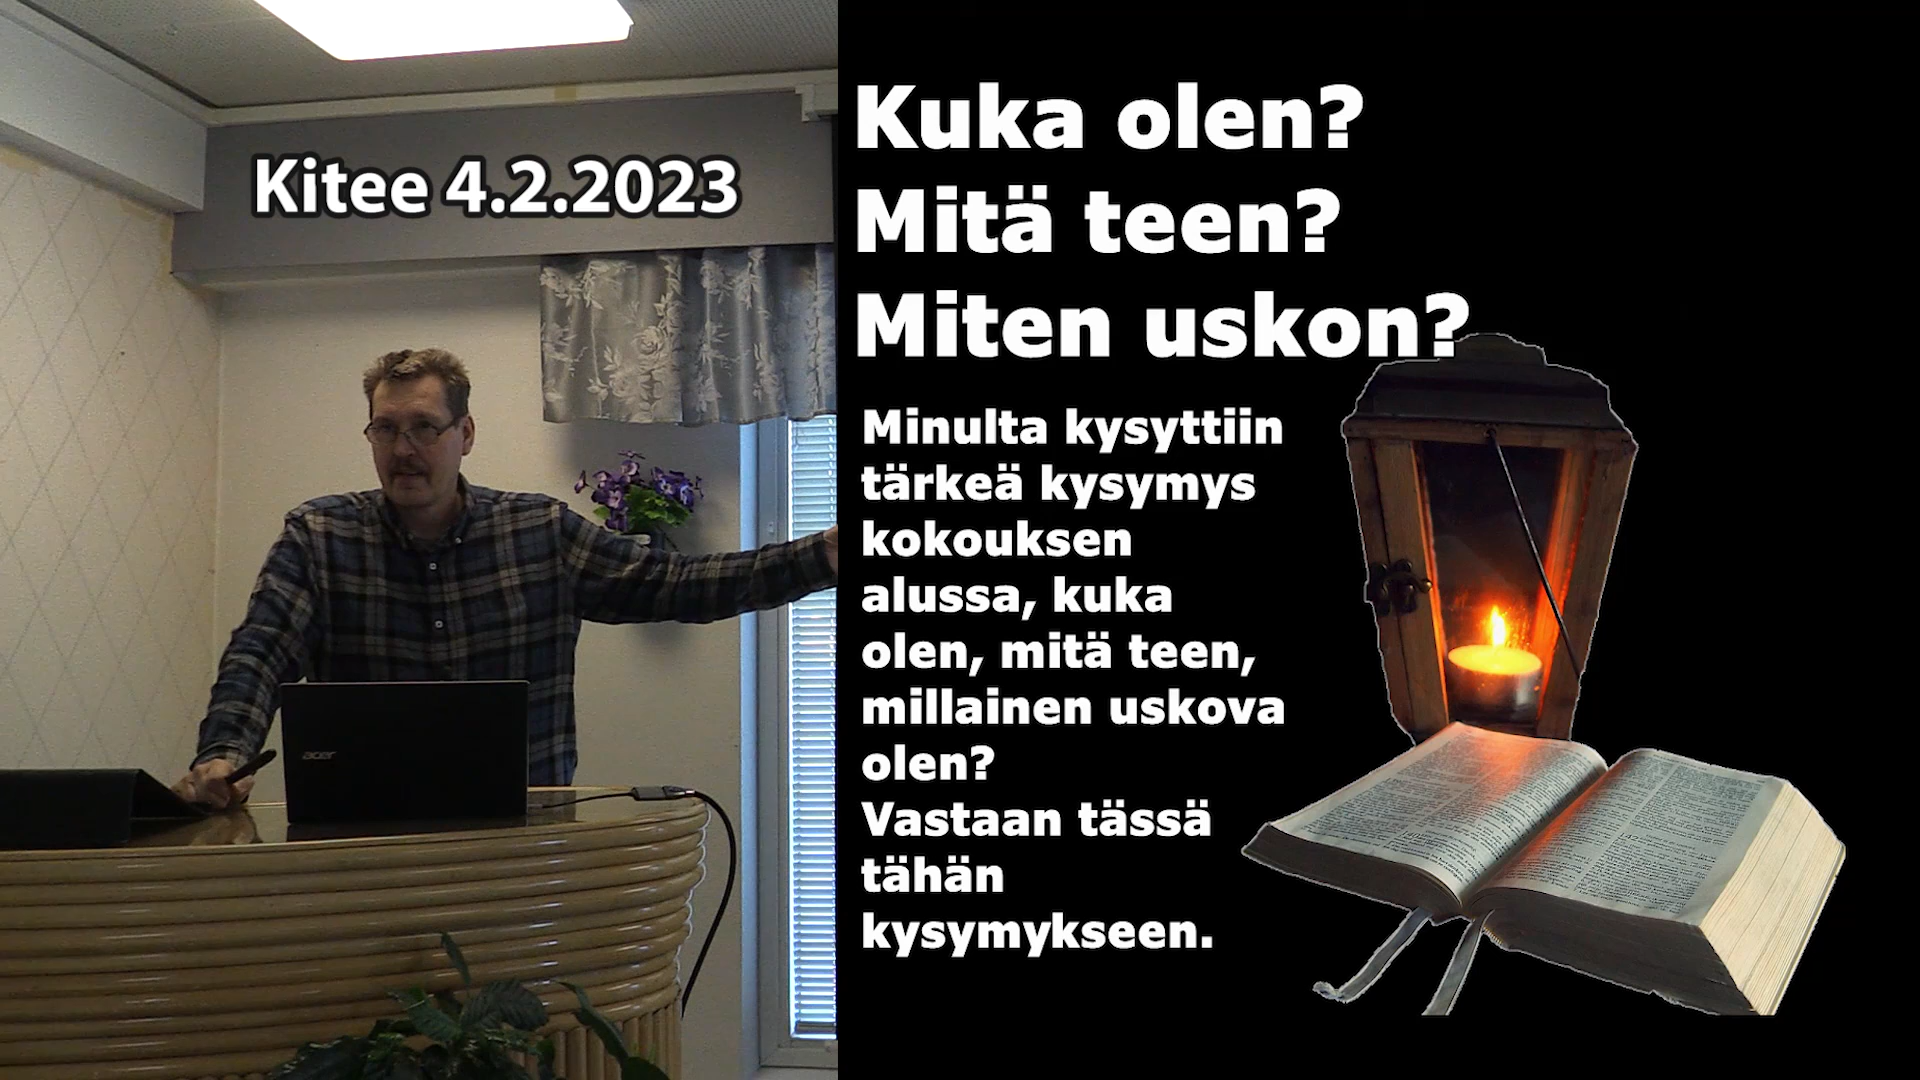 Kitee 4.2.2023
Kuka olen?
Mitä teen?
Miten uskon?
Minulta kysyttiin
tärkeä kysymys
kokouksen
alussa, kuka
olen, mitä teen,
millainen uskova
olen?
Vastaan tässä
tähän
kysymykseen.
acer